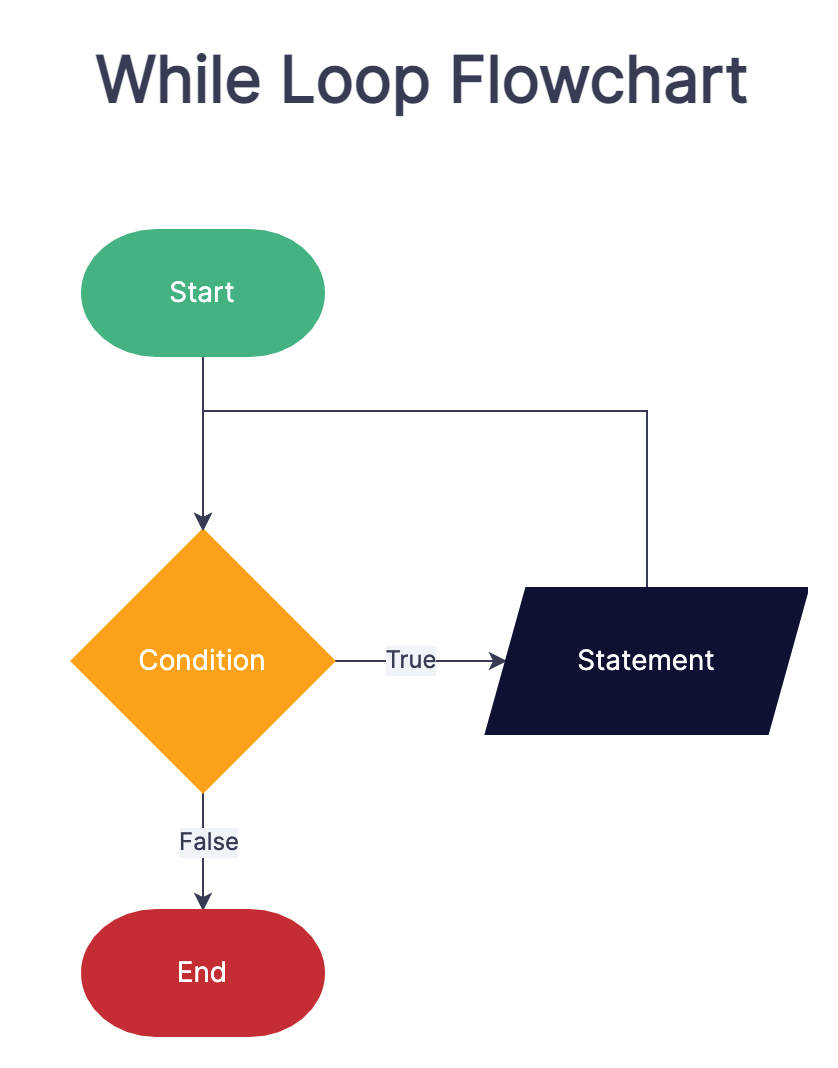 While Loop Flowchart
Start
Condition
True
Statement
False
End